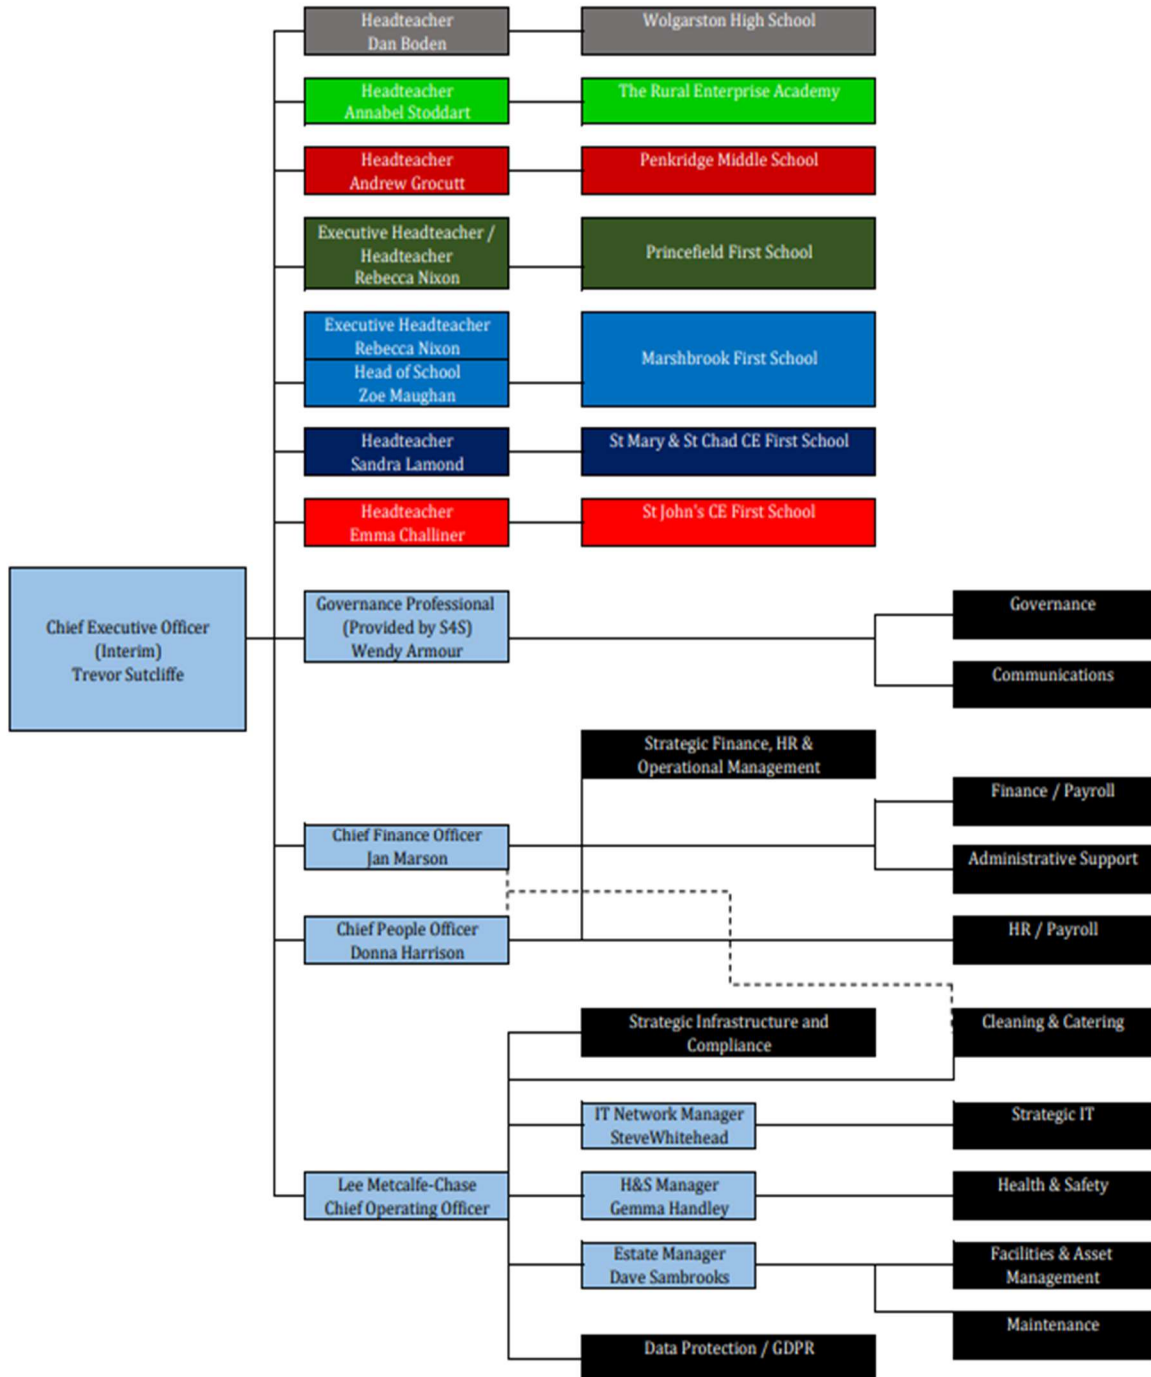 Headteacher
Dan Boden
Wolgarston High School
Headteacher
Annabel Stoddart
The Rural Enterprise Academy
Headteacher
Andrew Grocutt
Penkridge Middle School
Executive Headteacher /
Headteacher
Rebecca Nixon
Princefield First School
Executive Headteacher
Rebecca Nixon
Head of School
Zoe Maughan
Marshbrook First School
Headteacher
Sandra Lamond
St Mary & St Chad CE First School
Headteacher
Emma Challiner
St John's CE First School
Chief Executive Officer
(Interim)
Trevor Sutcliffe
Governance Professional
(Provided by S4S)
Wendy Armour
Governance
Communications
Strategic Finance, HR &
Operational Management
Chief Finance Officer
Jan Marson
Finance / Payroll
Administrative Support
Chief People Officer
Donna Harrison
HR / Payroll
Strategic Infrastructure and
Compliance
Cleaning & Catering
IT Network Manager
SteveWhitehead
Strategic IT
Lee Metcalfe-Chase
Chief Operating Officer
H&S Manager
Gemma Handley
Health & Safety
Estate Manager
Dave Sambrooks
Facilities & Asset
Management
Maintenance
Data Protection / GDPR